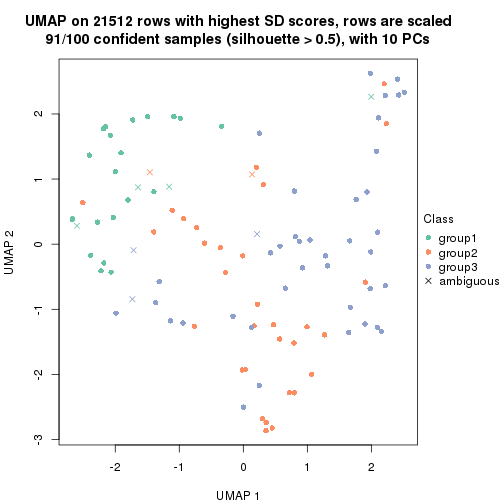 UMAP on 21512 rows with highest SD scores, rows are scaled
91/100 confident samples (silhouette > 0.5), with 10 PCs
2
1
0
-1
-2
-3
UMAP 2
-2
-1
0
1
2
UMAP 1
Class
group1
group2
group3
ambiguous